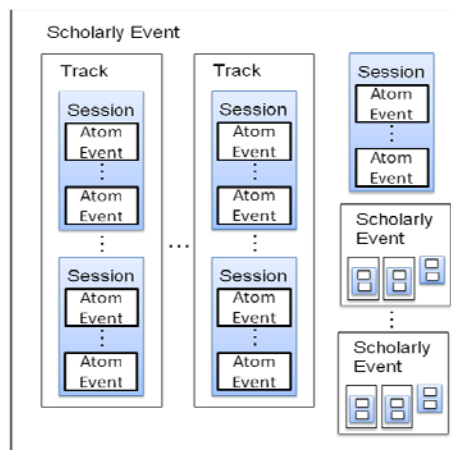 Scholarly Event
Track
Session
Atom
Event
Atom
Event
Session
Atom
Event
Atom
Event
Track
Session
Atom
Event
Atom
Event
Session
Atom
Event
Atom
Event
Session
Atom
Event
Atom
Event
Scholarly
Event
Scholarly
Event